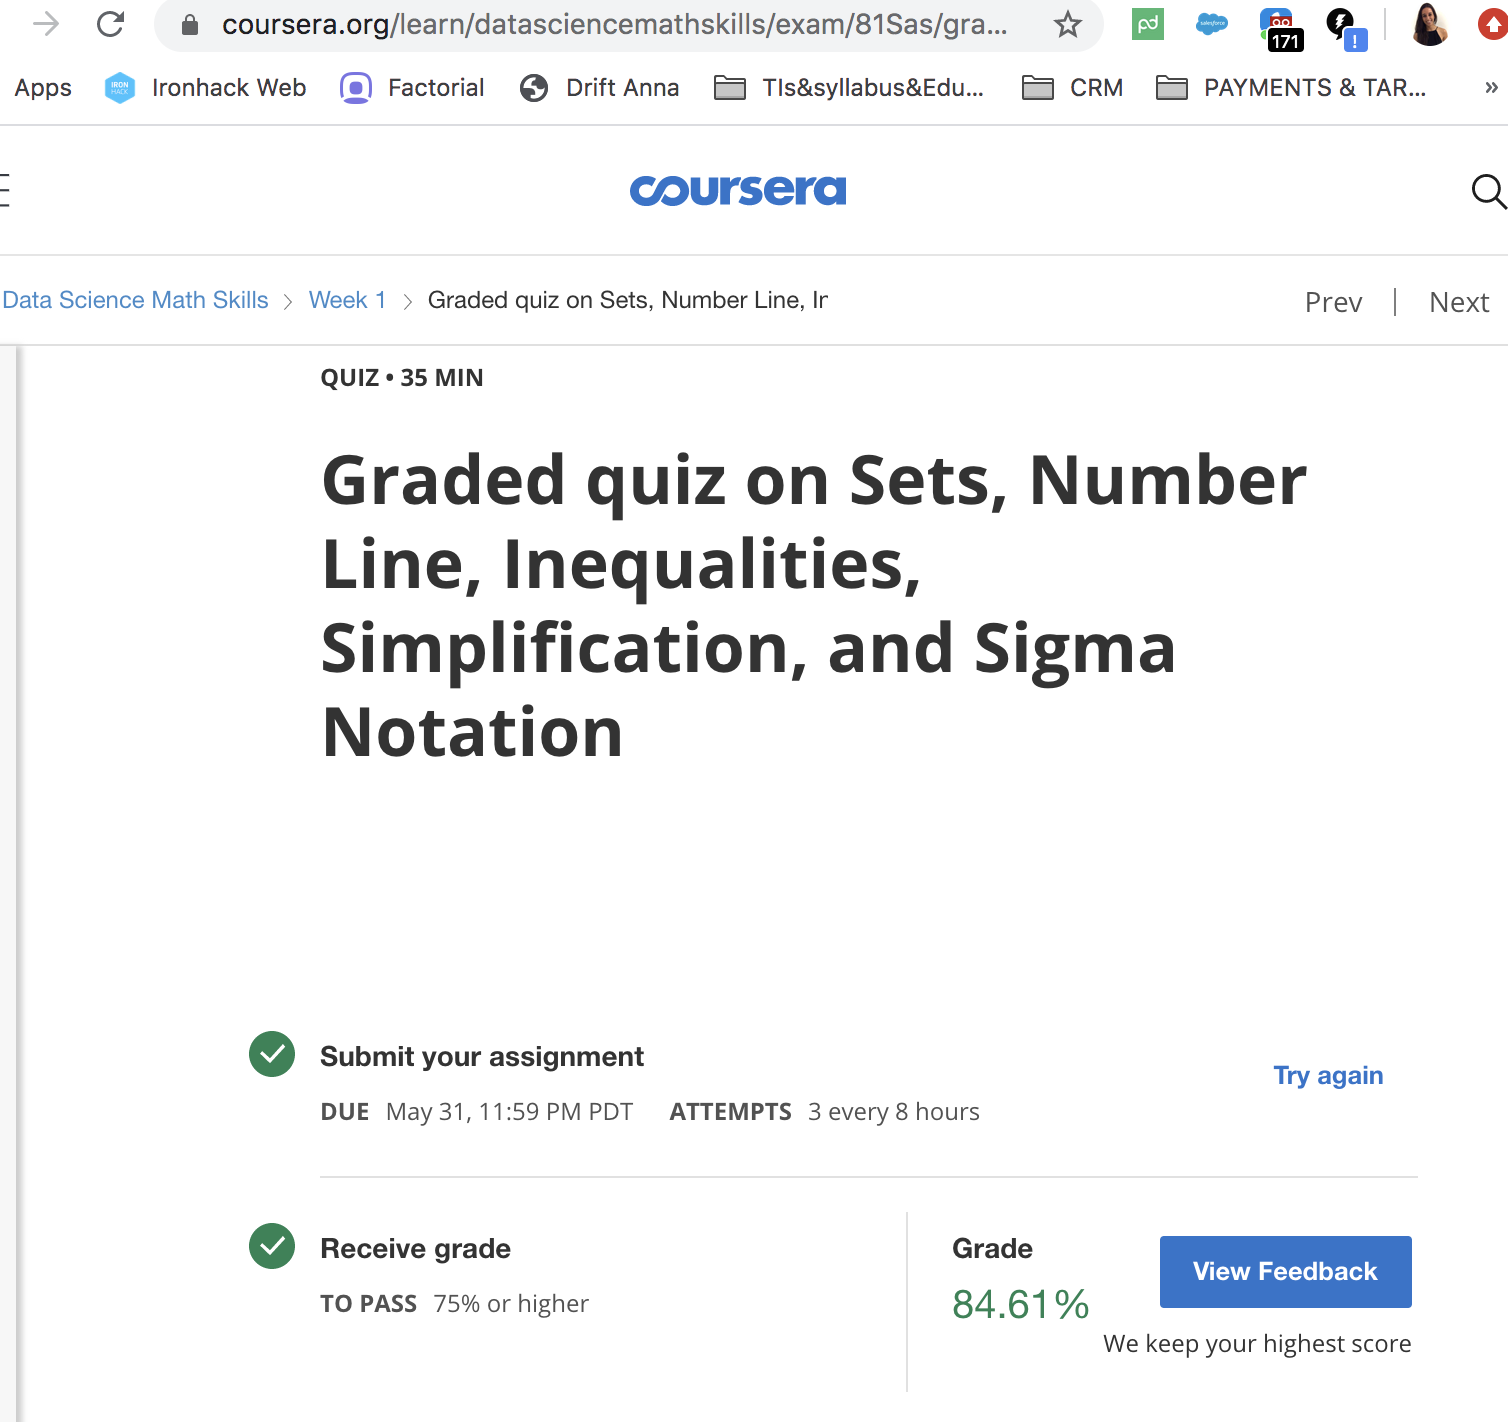 coursera.org/learn/datasciencemathskills/exam/81Sas/gra...
pd
salesforce
171
!
Apps
IRON
HACK
Ironhack Web
Factorial
Drift Anna
TIs&syllabus&Edu...
CRM
PAYMENTS & TAR...
»
coursera
Data Science Math Skills > Week 1 > Graded quiz on Sets, Number Line, Ir
Prev | Next
QUIZ • 35 MIN
Graded quiz on Sets, Number
Line, Inequalities,
Simplification, and Sigma
Notation
Submit your assignment
Try again
DUE May 31, 11:59 PM PDT ATTEMPTS 3 every 8 hours
Receive grade
TO PASS 75% or higher
Grade
84.61%
View Feedback
We keep your highest score